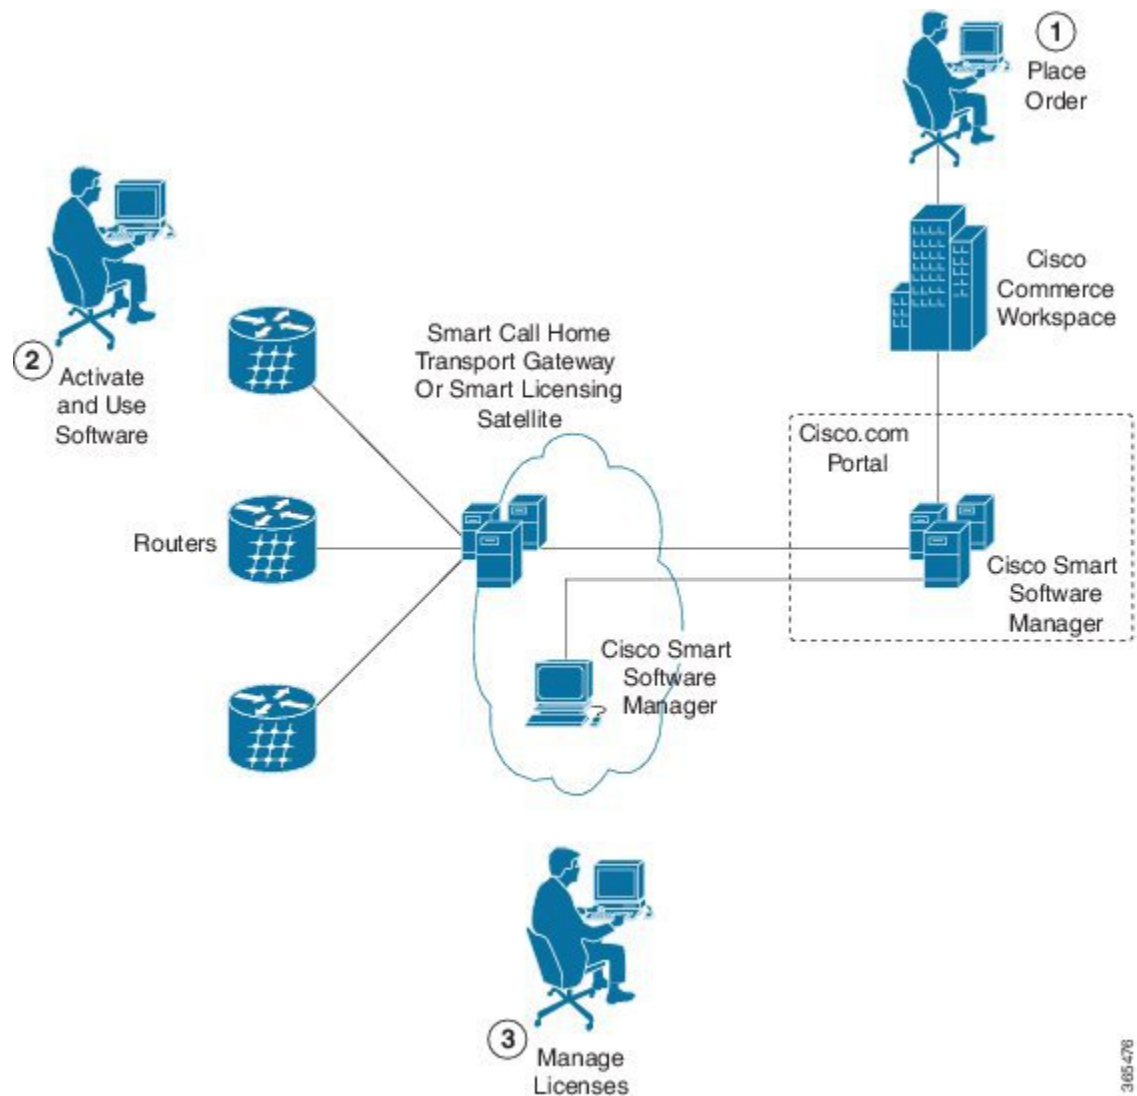 1
Place
Order
Cisco
Commerce
Workspace
2
Activate
and Use
Software
Smart Call Home
Transport Gateway
Or Smart Licensing
Satellite
Cisco.com
Portal
Routers
Cisco Smart
Software
Manager
Cisco Smart
Software
Manager
3
Manage
Licenses
365476